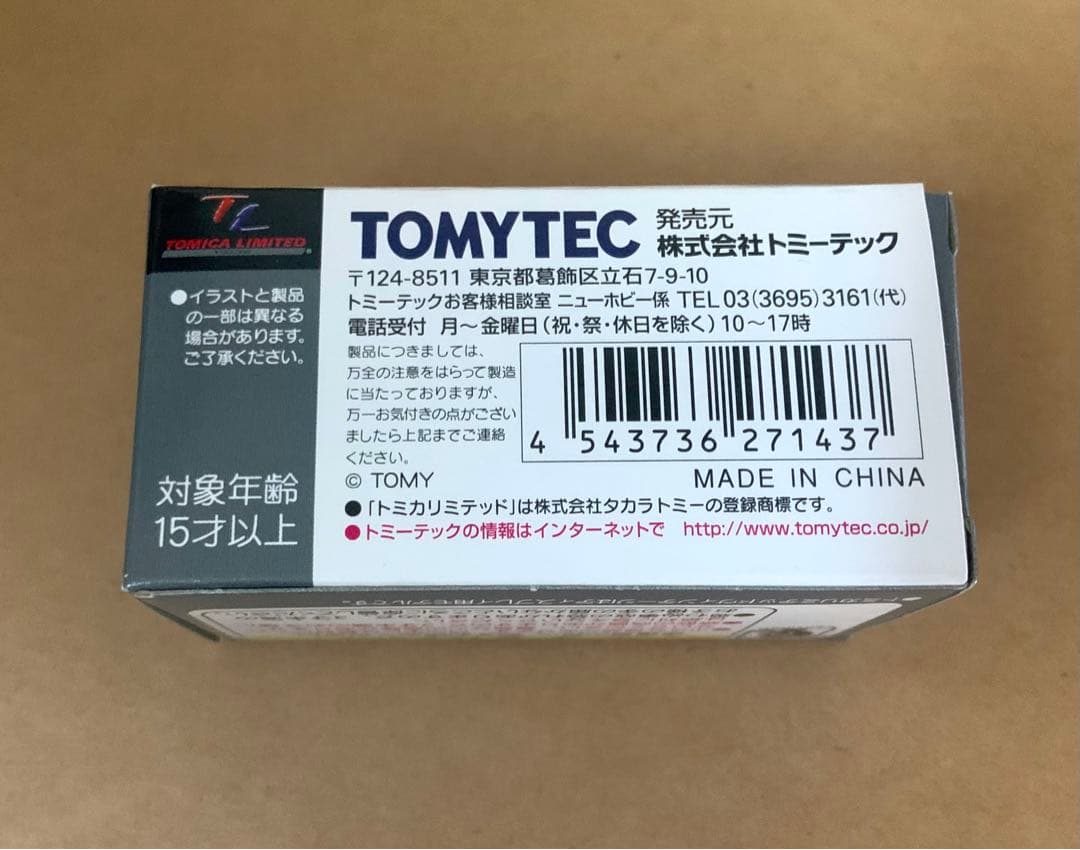 TL
TOMICA LIMITED
●イラストと製品
の一部は異なる
場合があります。
ご了承ください。
対象年齢
15才以上
TOMYTEC
発売元
株式会社トミーテック
〒124-8511 東京都葛飾区立石7-9-10
トミーテックお客様相談室 ニューホビー係 TEL 03(3695)3161(代)
電話受付 月〜金曜日(祝・祭・休日を除く)10〜17時
製品につきましては、
万全の注意をはらって製造
に当たっておりますが、
万一お気付きの点がござい
ましたら上記までご連絡
ください。
4 543736 271437
© TOMY
MADE IN CHINA
●「トミカリミテッド」は株式会社タカラトミーの登録商標です。
●トミーテックの情報はインターネットで http://www.tomytec.co.jp/